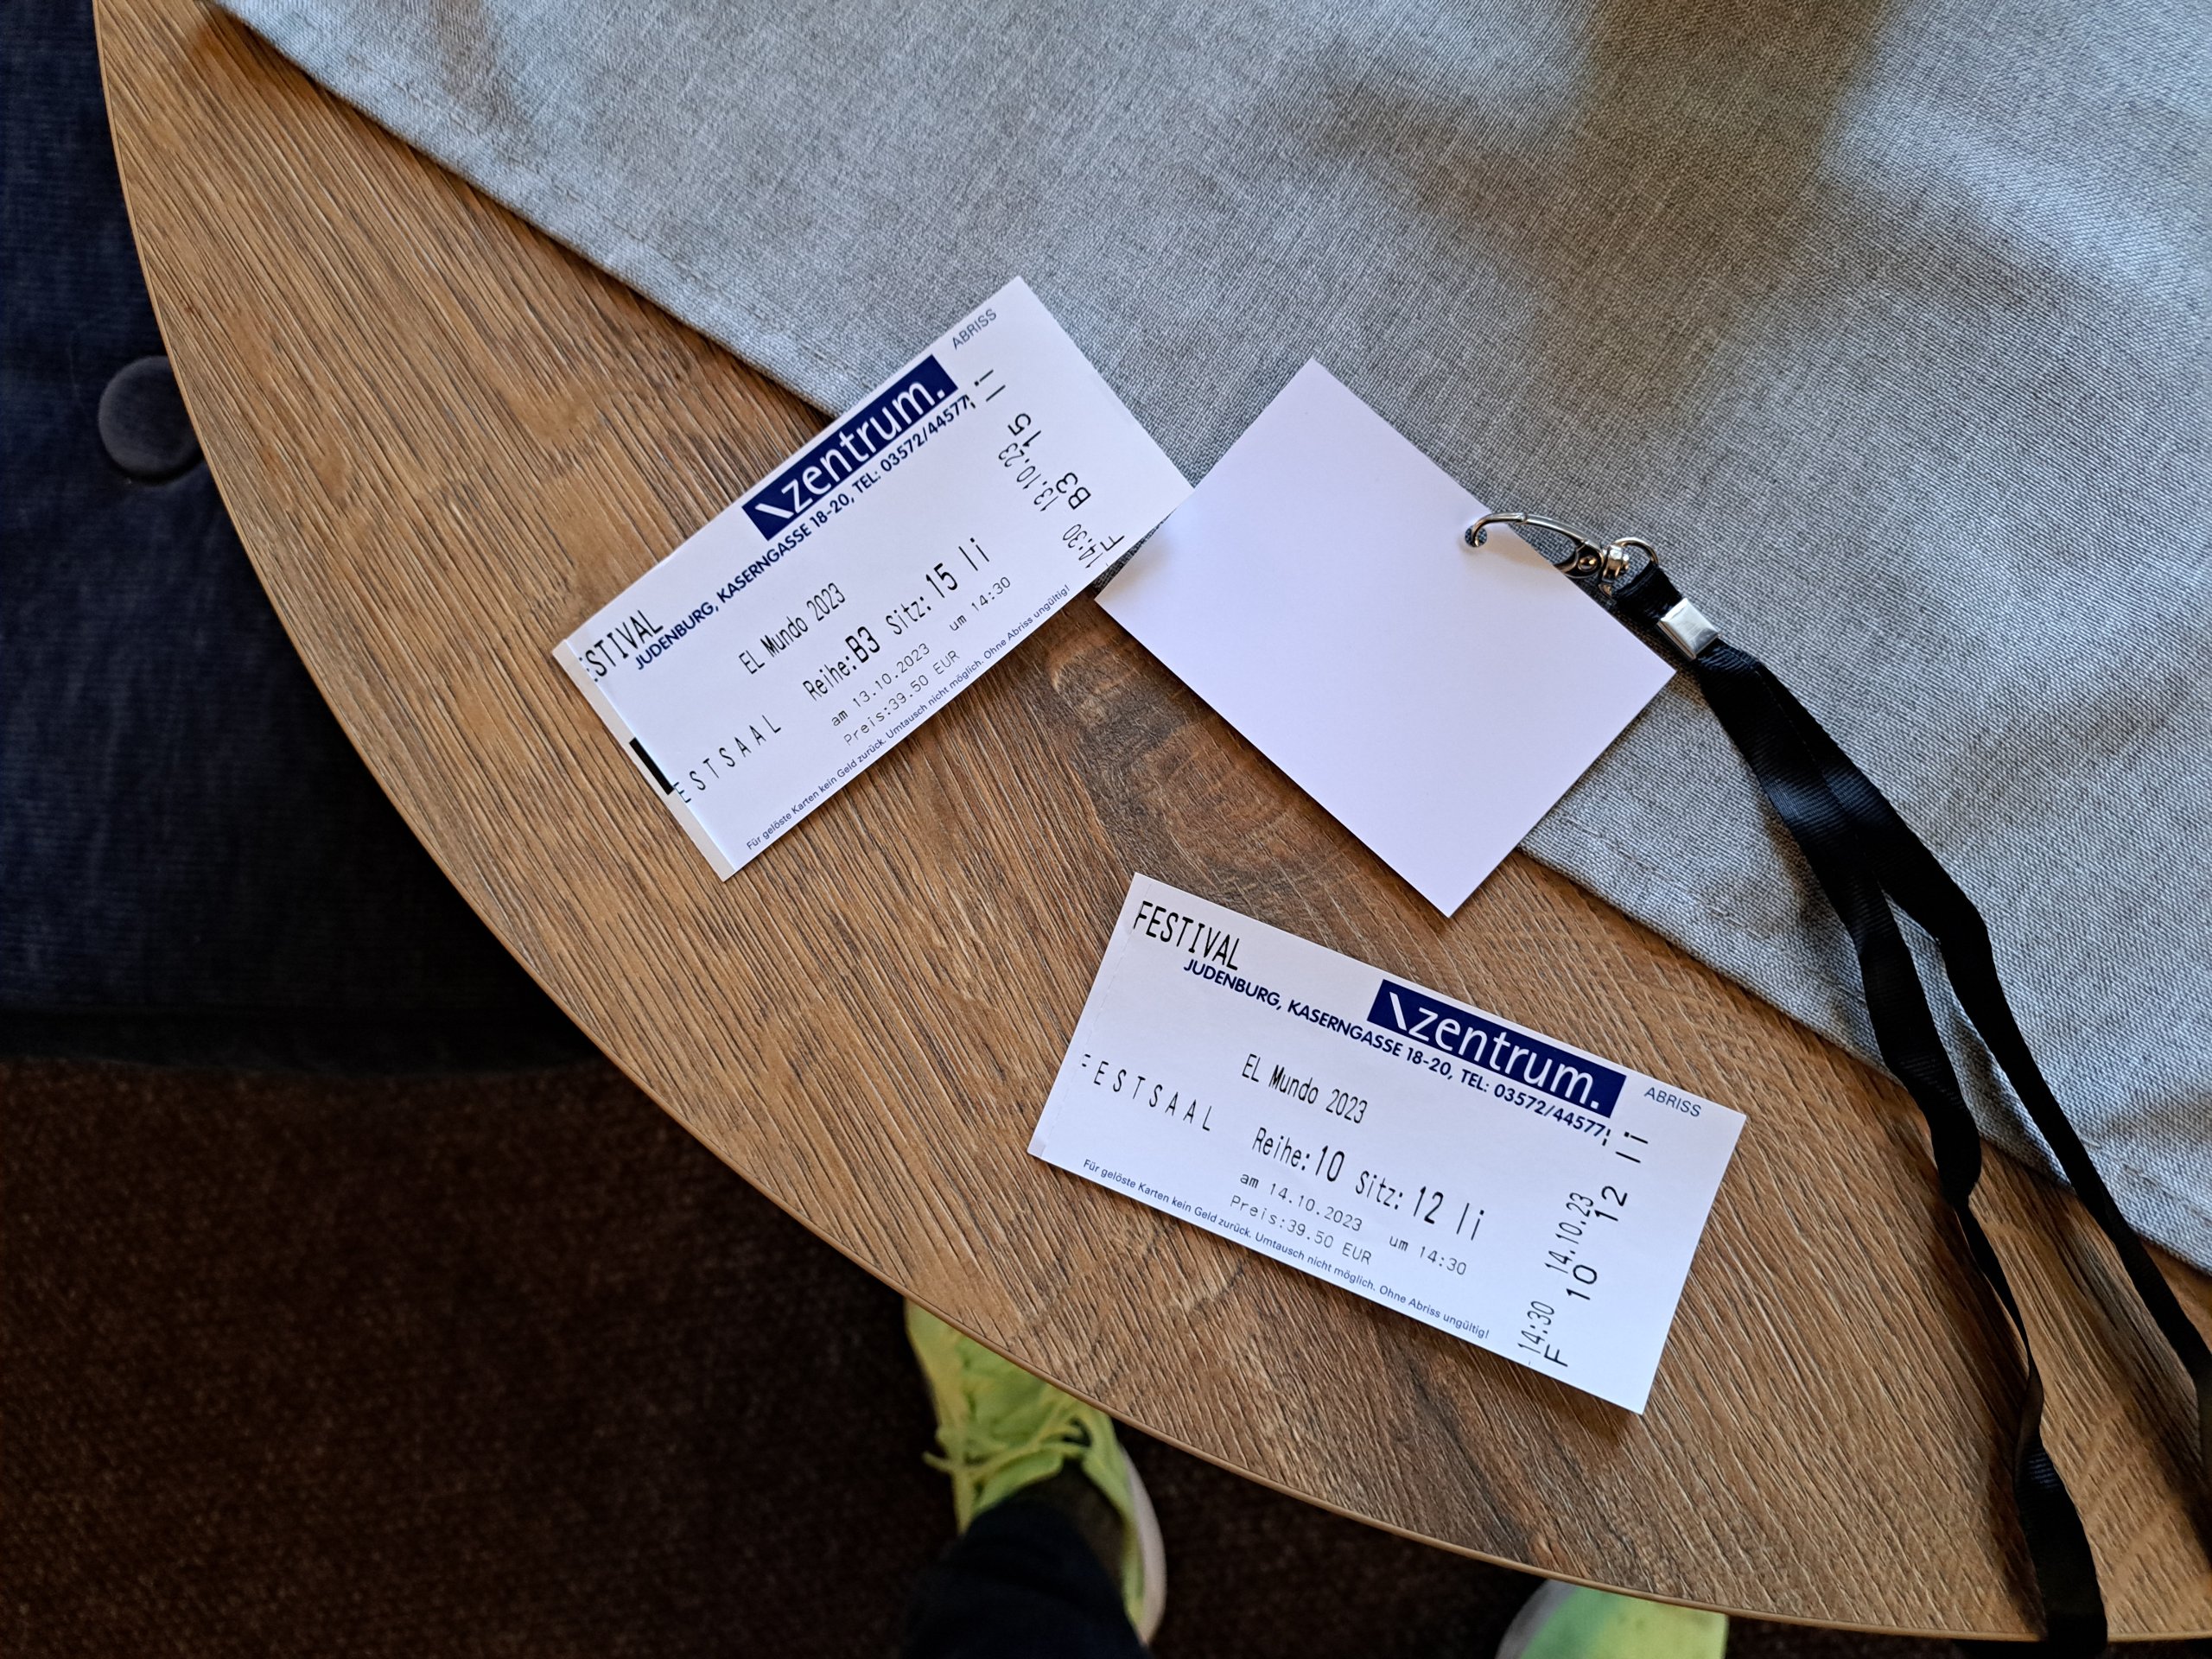 ESTIVAL
zentrum.
ABRISS
JUDENBURG, KASERNGASSE 18-20, TEL: 03572/44577;
EL Mundo 2023
ESTSAAL
Reihe: B3 Sitz: 15 li
am 13.10.2023 um 14:30
Preis:39.50 EUR
Für gelöste Karten kein Geld zurück. Umtausch nicht möglich. Ohne Abriss ungültig!
14:30 13.10.23
F B3 15 li
FESTIVAL
zentrum.
ABRISS
JUDENBURG, KASERNGASSE 18-20, TEL: 03572/44577;
EL Mundo 2023
FESTSAAL
Reihe: 10 Sitz: 12 li
am 14.10.2023 um 14:30
Preis:39.50 EUR
Für gelöste Karten kein Geld zurück. Umtausch nicht möglich. Ohne Abriss ungültig!
14:30 14.10.23
F 10 12 li